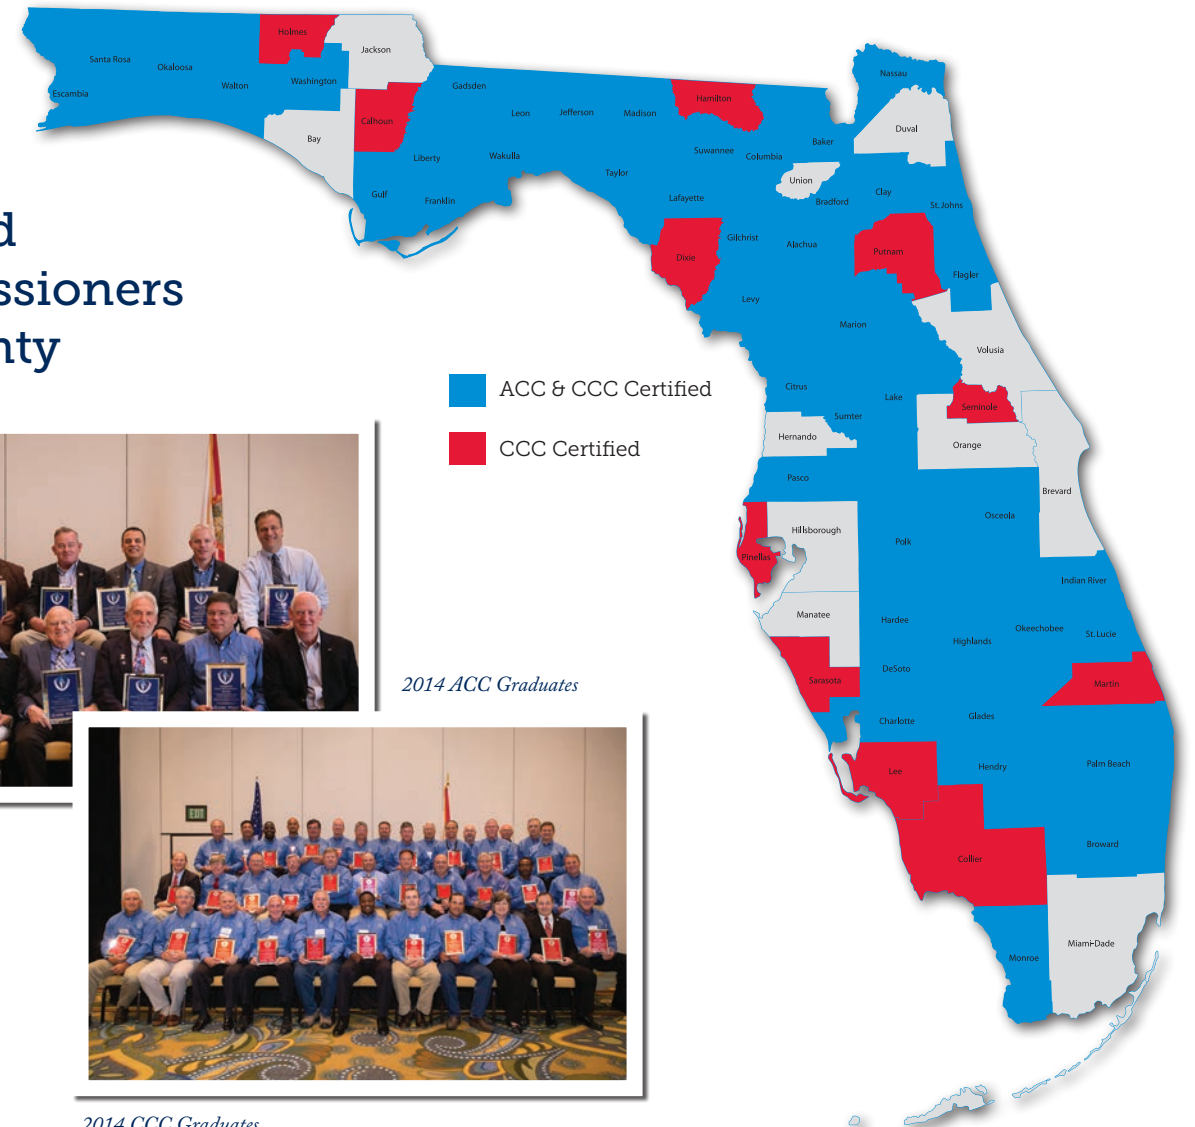 Holmes
Jackson
Santa Rosa
Okaloosa
Walton
Washington
Escambia
Calhoun
Bay
Gadsden
Leon
Jefferson
Madison
Hamilton
Nassau
Duval
Baker
Suwannee
Columbia
Liberty
Wakulla
Taylor
Union
Bradford
Clay
St. Johns
Gulf
Franklin
Lafayette
Dixie
Gilchrist
Alachua
Putnam
Flagler
Levy
Marion
Volusia
d
ssioners
nty
ACC & CCC Certified
CCC Certified
Citrus
Lake
Sumter
Seminole
Hernando
Orange
Pasco
Brevard
Osceola
Hillsborough
Polk
Pinellas
Indian River
Manatee
Hardee
Okeechobee
St. Lucie
Highlands
DeSoto
Sarasota
Martin
Charlotte
Glades
Lee
Hendry
Palm Beach
Collier
Broward
Miami-Dade
Monroe
2014 ACC Graduates
EXIT
2014 CCC Graduates